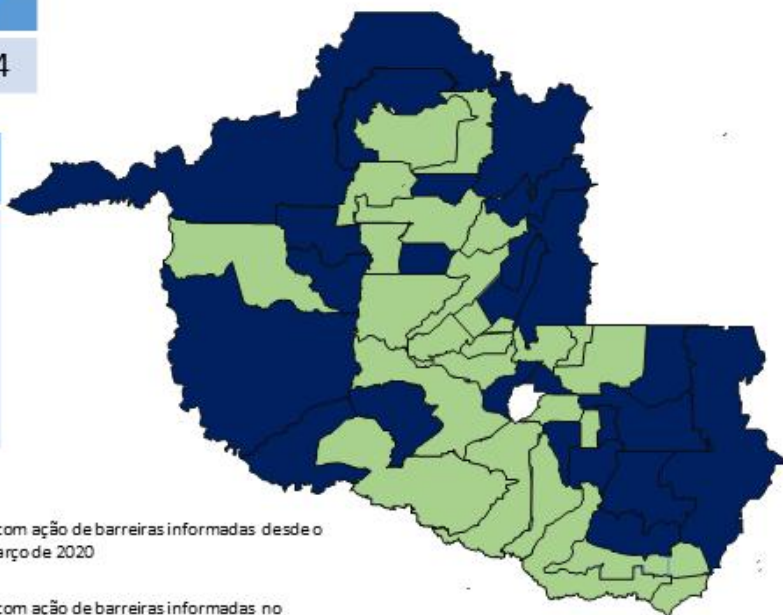 4
com ação de barreiras informadas desde o
arço de 2020
com ação de barreiras informadas no